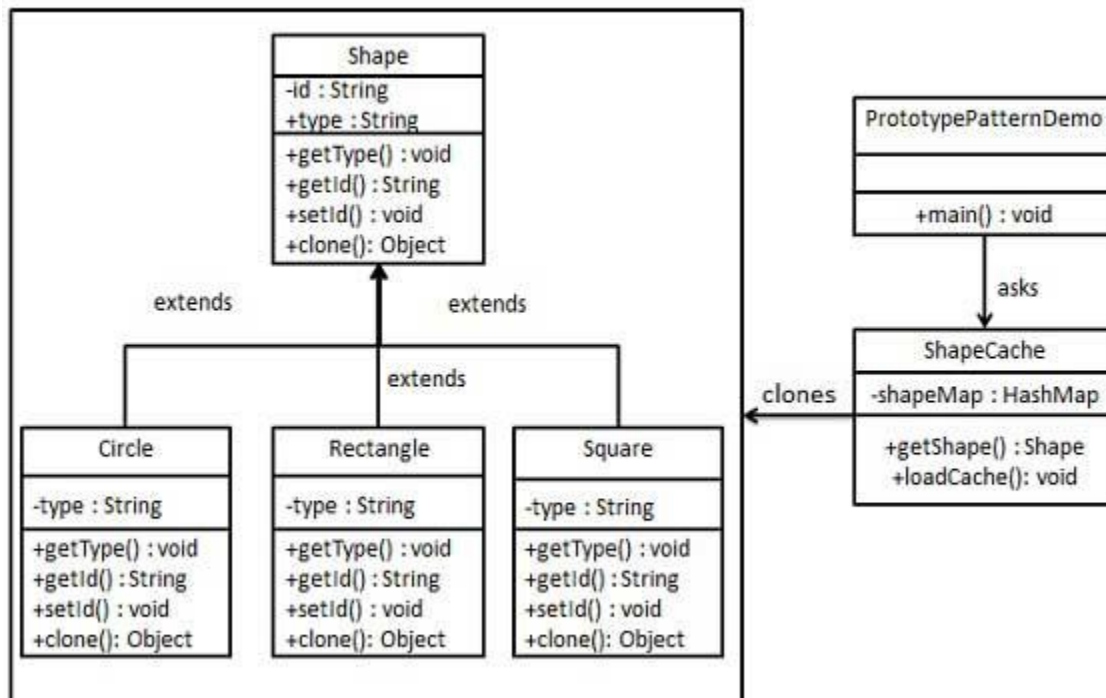 Shape
-id : String
+type : String
+getType() : void
+getId() : String
+setId() : void
+clone(): Object
extends
extends
extends
Circle
-type : String
+getType() : void
+getId() : String
+setId() : void
+clone(): Object
Rectangle
-type : String
+getType() : void
+getId() : String
+setId() : void
+clone(): Object
Square
-type : String
+getType() : void
+getId() : String
+setId() : void
+clone(): Object
PrototypePatternDemo
+main() : void
asks
ShapeCache
-shapeMap : HashMap
+getShape() : Shape
+loadCache(): void
clones